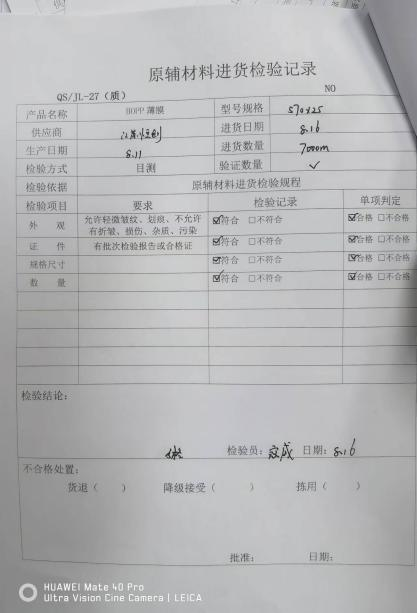 原辅材料进货检验记录
QS/JL-27（质） NO
产品名称 BOPP 薄膜 型号规格 570×25
供应商 进货日期 8.16
生产日期 8.11 进货数量 7000m
检验方式 目测 验证数量 ✓
检验依据 原辅材料进货检验规程
检验项目 要求 检验记录 单项判定
外 观 允许轻微皱纹、划痕、不允许有折皱、损伤、杂质、污染 ☑符合 □不符合 ☑合格 □不合格
证 件 有批次检验报告或合格证 ☑符合 □不符合 ☑合格 □不合格
规格尺寸 ☑符合 □不符合 ☑合格 □不合格
数 量 ☑符合 □不符合 ☑合格 □不合格
检验结论：
检验员： 日期：8.16
不合格处置：
货退（ ） 降级接受（ ） 拣用（ ）
批准： 日期：
HUAWEI Mate 40 Pro
Ultra Vision Cine Camera | LEICA